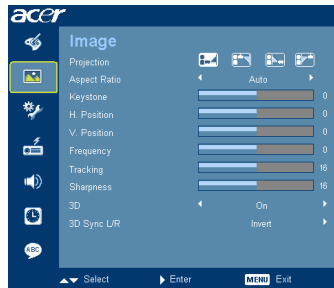 acer
Image
Projection
Aspect Ratio Auto
Keystone 0
H. Position 0
V. Position 0
Frequency 0
Tracking 16
Sharpness 16
3D On
3D Sync L/R Invert
ABC
Select Enter MENU Exit